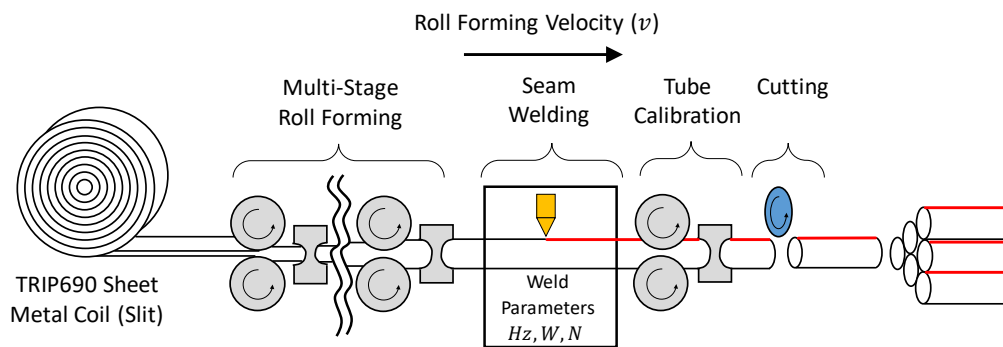 Roll Forming Velocity (v)
Multi-Stage
Roll Forming
Seam
Welding
Tube
Calibration
Cutting
TRIP690 Sheet
Metal Coil (Slit)
Weld
Parameters
Hz, W, N